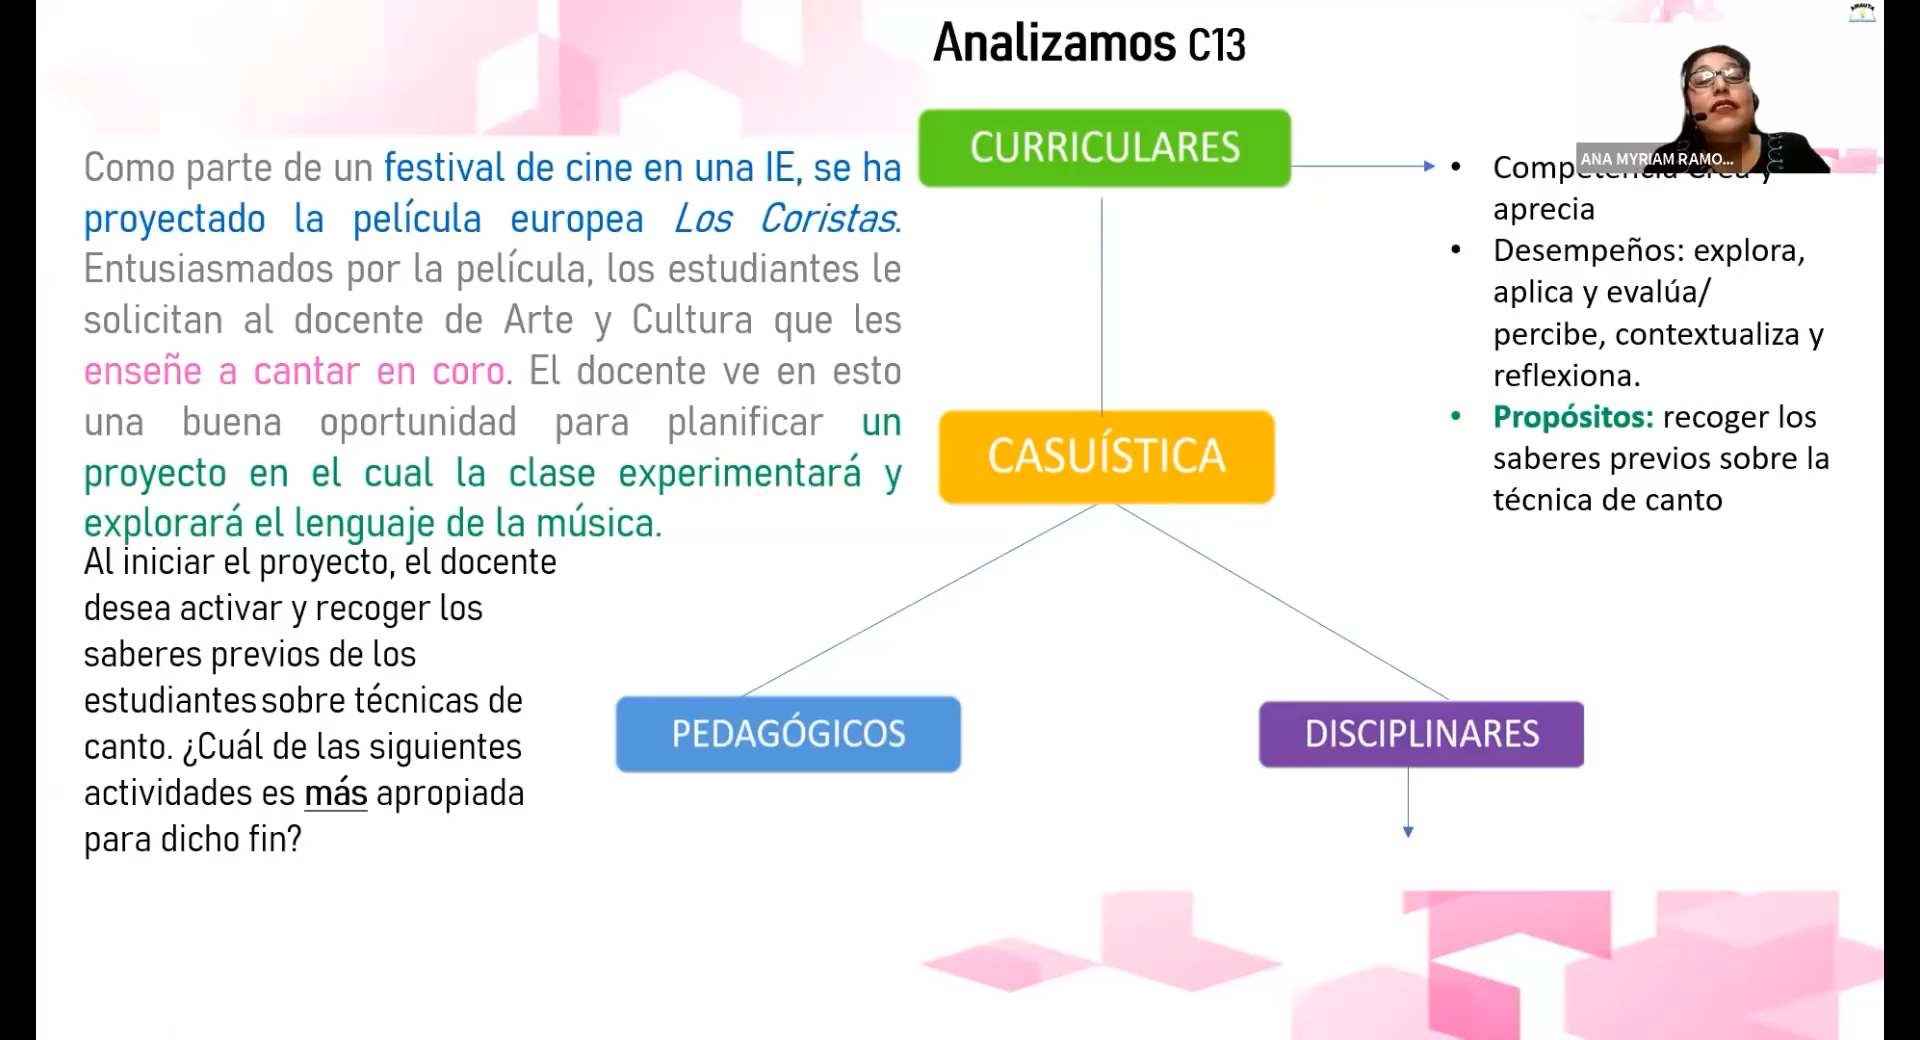 Analizamos C13
Como parte de un festival de cine en una IE, se ha
proyectado la película europea Los Coristas.
Entusiasmados por la película, los estudiantes le
solicitan al docente de Arte y Cultura que les
enseñe a cantar en coro. El docente ve en esto
una buena oportunidad para planificar un
proyecto en el cual la clase experimentará y
explorará el lenguaje de la música.
Al iniciar el proyecto, el docente
desea activar y recoger los
saberes previos de los
estudiantes sobre técnicas de
canto. ¿Cuál de las siguientes
actividades es más apropiada
para dicho fin?
CURRICULARES
CASUÍSTICA
PEDAGÓGICOS
DISCIPLINARES
ANA MYRIAM RAMO...
• Competencia Crea y
aprecia
• Desempeños: explora,
aplica y evalúa/
percibe, contextualiza y
reflexiona.
• Propósitos: recoger los
saberes previos sobre la
técnica de canto
AMAUTA